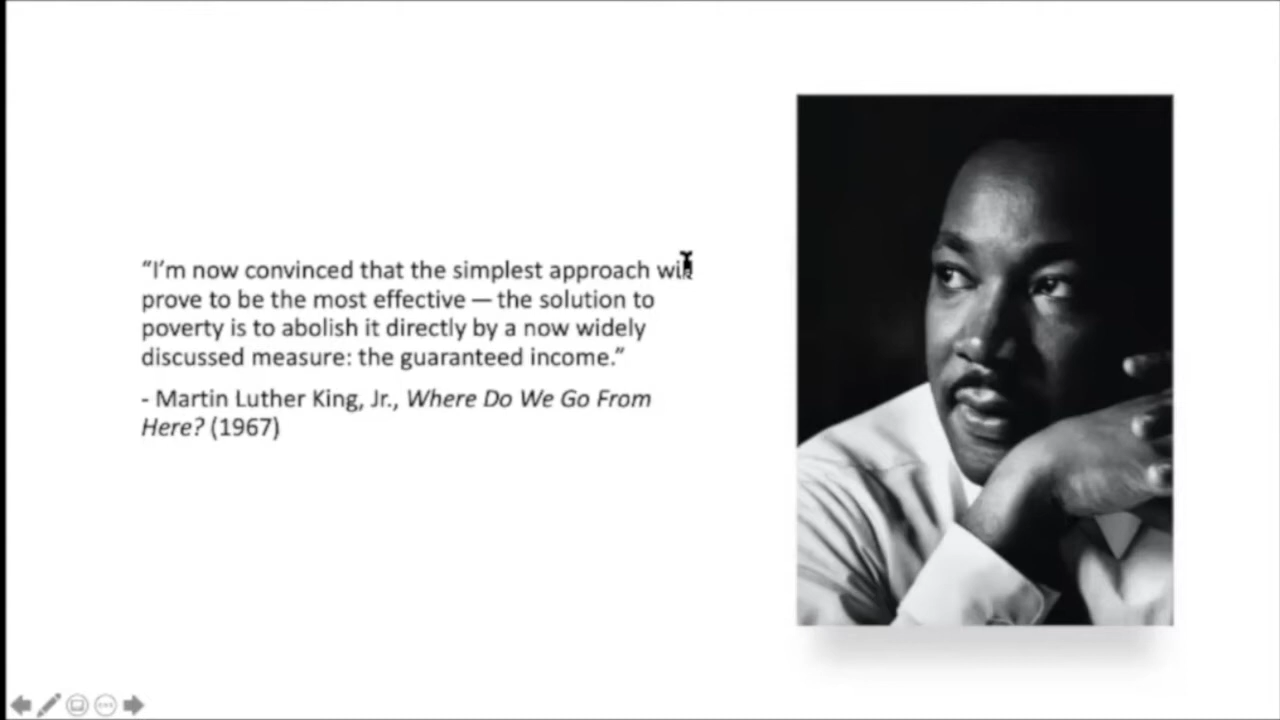 “I’m now convinced that the simplest approach will
prove to be the most effective — the solution to
poverty is to abolish it directly by a now widely
discussed measure: the guaranteed income.”
- Martin Luther King, Jr., Where Do We Go From
Here? (1967)